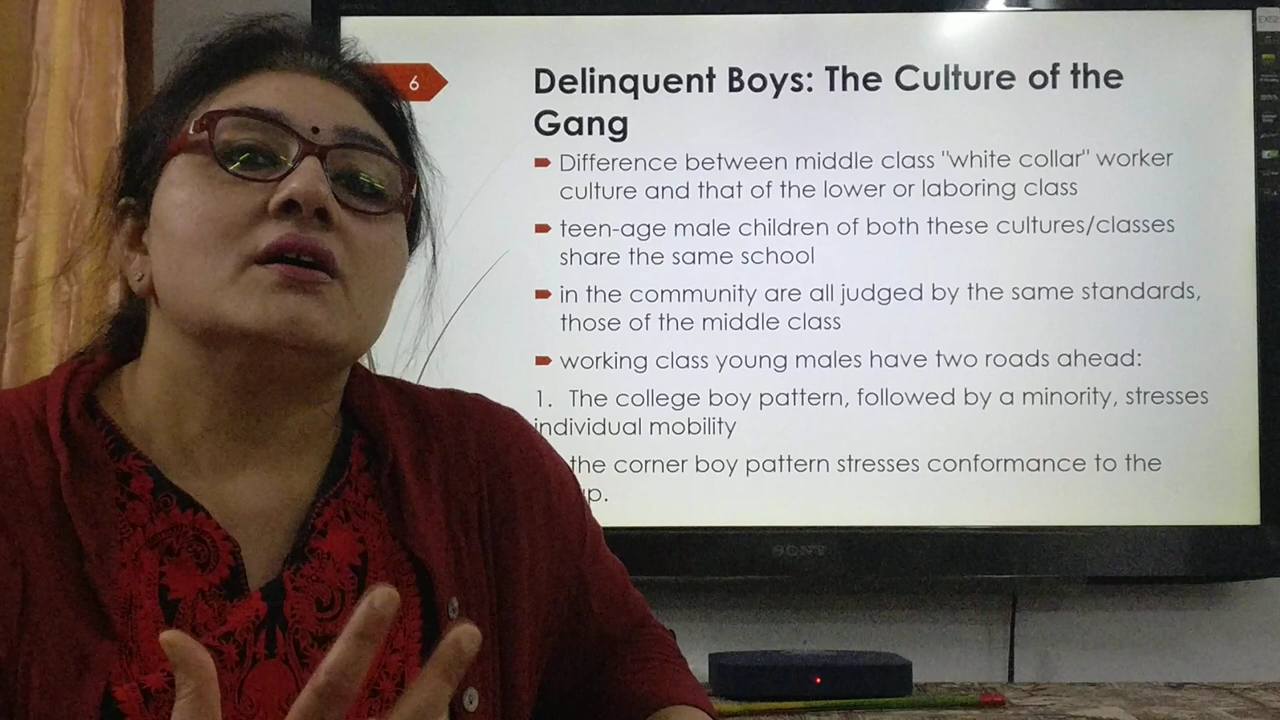 6
Delinquent Boys: The Culture of the
Gang
Difference between middle class "white collar" worker
culture and that of the lower or laboring class
teen-age male children of both these cultures/classes
share the same school
in the community are all judged by the same standards,
those of the middle class
working class young males have two roads ahead:
1. The college boy pattern, followed by a minority, stresses
individual mobility
the corner boy pattern stresses conformance to the
SONY